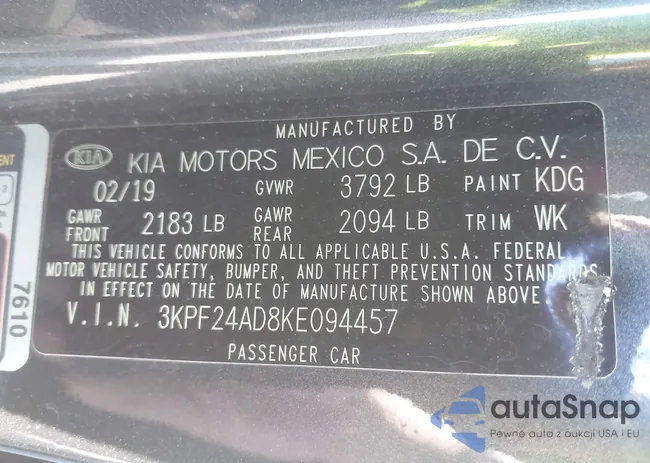 MANUFACTURED BY
KIA KIA MOTORS MEXICO S.A. DE C.V.
02/19 GVWR 3792 LB PAINT KDG
GAWR FRONT 2183 LB GAWR REAR 2094 LB TRIM WK
THIS VEHICLE CONFORMS TO ALL APPLICABLE U.S.A. FEDERAL
MOTOR VEHICLE SAFETY, BUMPER, AND THEFT PREVENTION STANDARDS
IN EFFECT ON THE DATE OF MANUFACTURE SHOWN ABOVE.
V.I.N. 3KPF24AD8KE094457
PASSENGER CAR
7610
autaSnap
Pewne auta z aukcji USA i EU